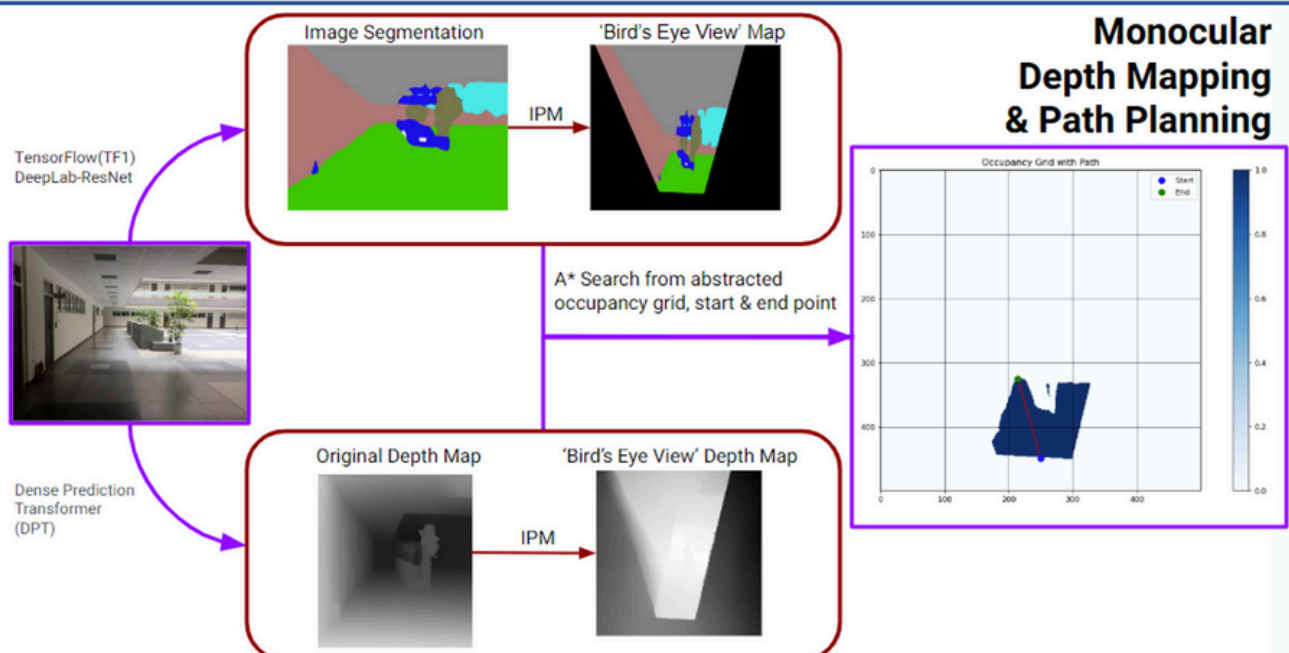 Monocular
Depth Mapping
& Path Planning
Image Segmentation
'Bird's Eye View' Map
IPM
TensorFlow(TF1)
DeepLab-ResNet
A* Search from abstracted
occupancy grid, start & end point
Dense Prediction
Transformer
(DPT)
Original Depth Map
'Bird's Eye View' Depth Map
IPM
Occupancy Grid with Path
Start
End
0
100
200
300
400
0
100
200
300
400
1.0
0.8
0.6
0.4
0.2
0.0